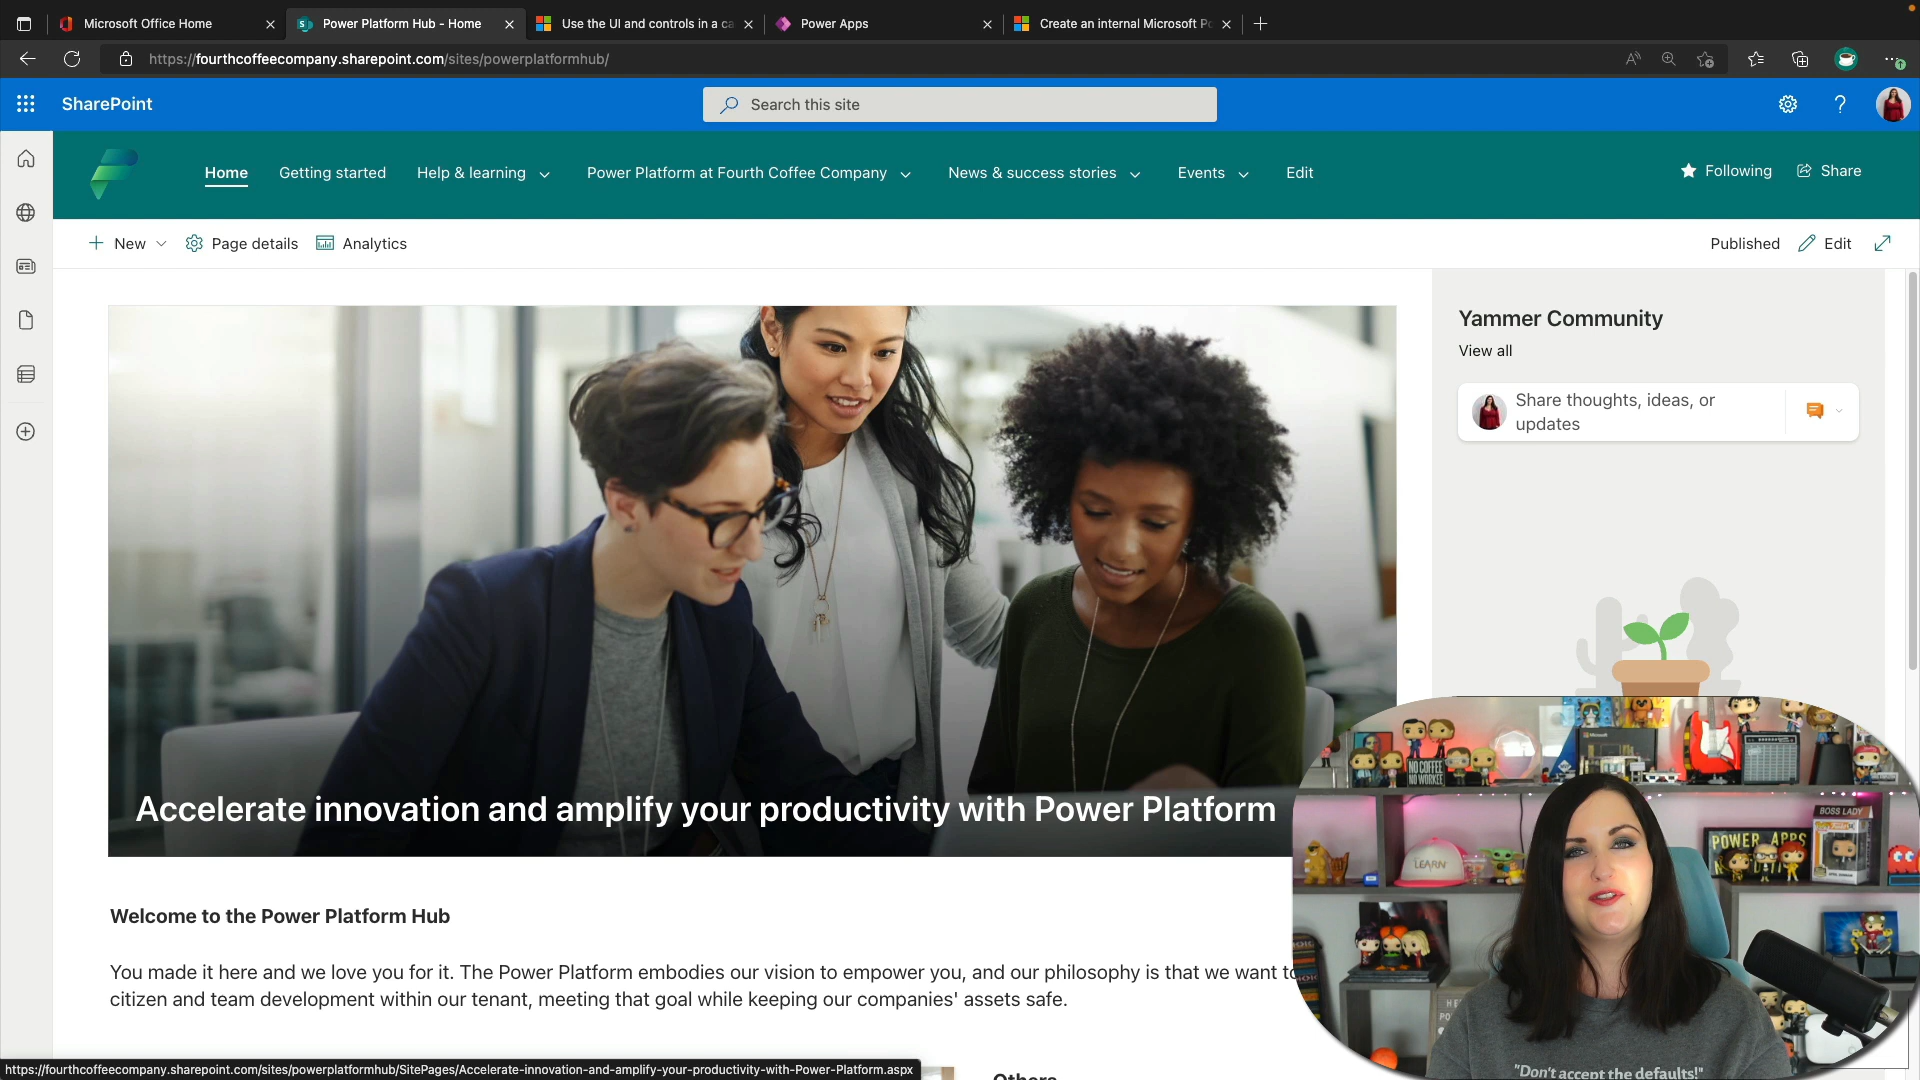 Microsoft Office Home
Power Platform Hub - Home
Use the UI and controls in a ca
Power Apps
Create an internal Microsoft Po
https://fourthcoffeecompany.sharepoint.com/sites/powerplatformhub/
SharePoint
Search this site
Home
Getting started
Help & learning
Power Platform at Fourth Coffee Company
News & success stories
Events
Edit
Following
Share
New
Page details
Analytics
Published
Edit
Yammer Community
View all
Share thoughts, ideas, or
updates
Accelerate innovation and amplify your productivity with Power Platform
Welcome to the Power Platform Hub
You made it here and we love you for it. The Power Platform embodies our vision to empower you, and our philosophy is that we want to
citizen and team development within our tenant, meeting that goal while keeping our companies' assets safe.
Others
https://fourthcoffeecompany.sharepoint.com/sites/powerplatformhub/SitePages/Accelerate-innovation-and-amplify-your-productivity-with-Power-Platform.aspx
NO COFFEE
NO WORKEE
Microsoft
LEARN
POWER APPS
BOSS LADY
"Don't accept the defaults!"